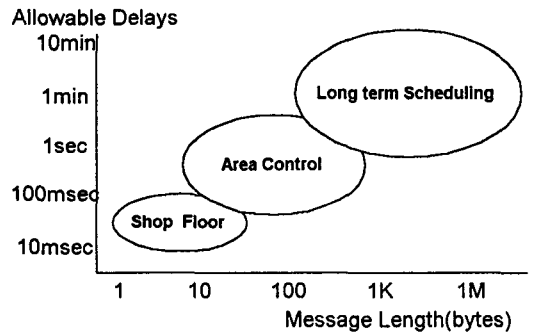 Allowable Delays
10min
Long term Scheduling
1min
1sec
Area Control
100msec
Shop Floor
10msec
1 10 100 1K 1M
Message Length(bytes)